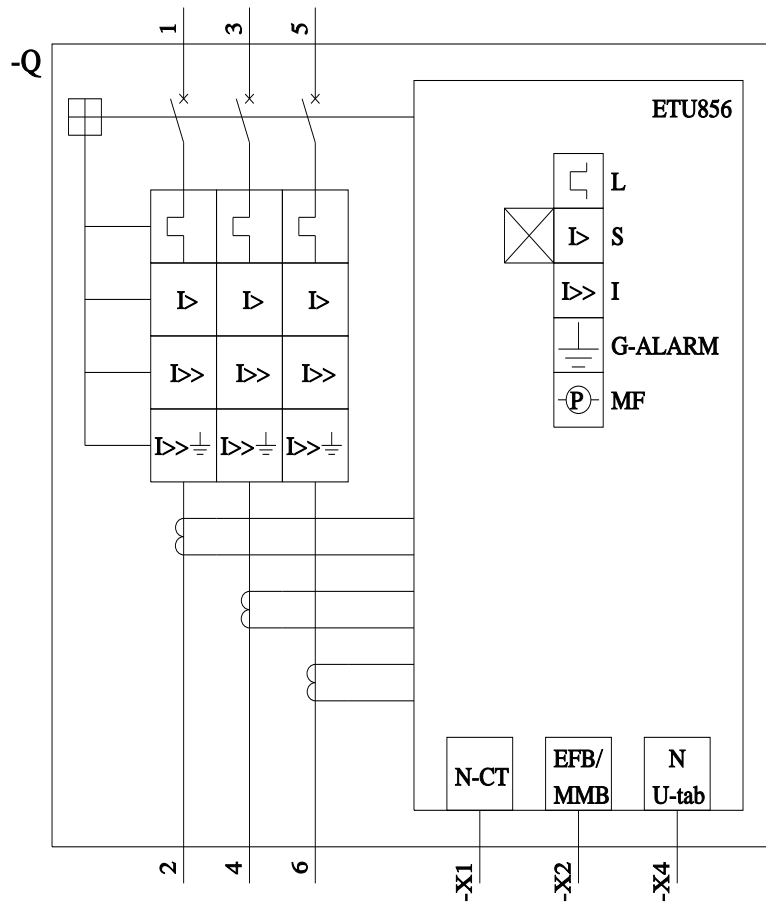 1 3 5
-Q
ETU856
L
I> I> I> I> S
I>> I>> I>> I>> I
G-ALARM
P MF
I>> I>> I>>
N-CT
EFB/
MMB
N
U-tab
2 4 6 -X1 -X2 -X4